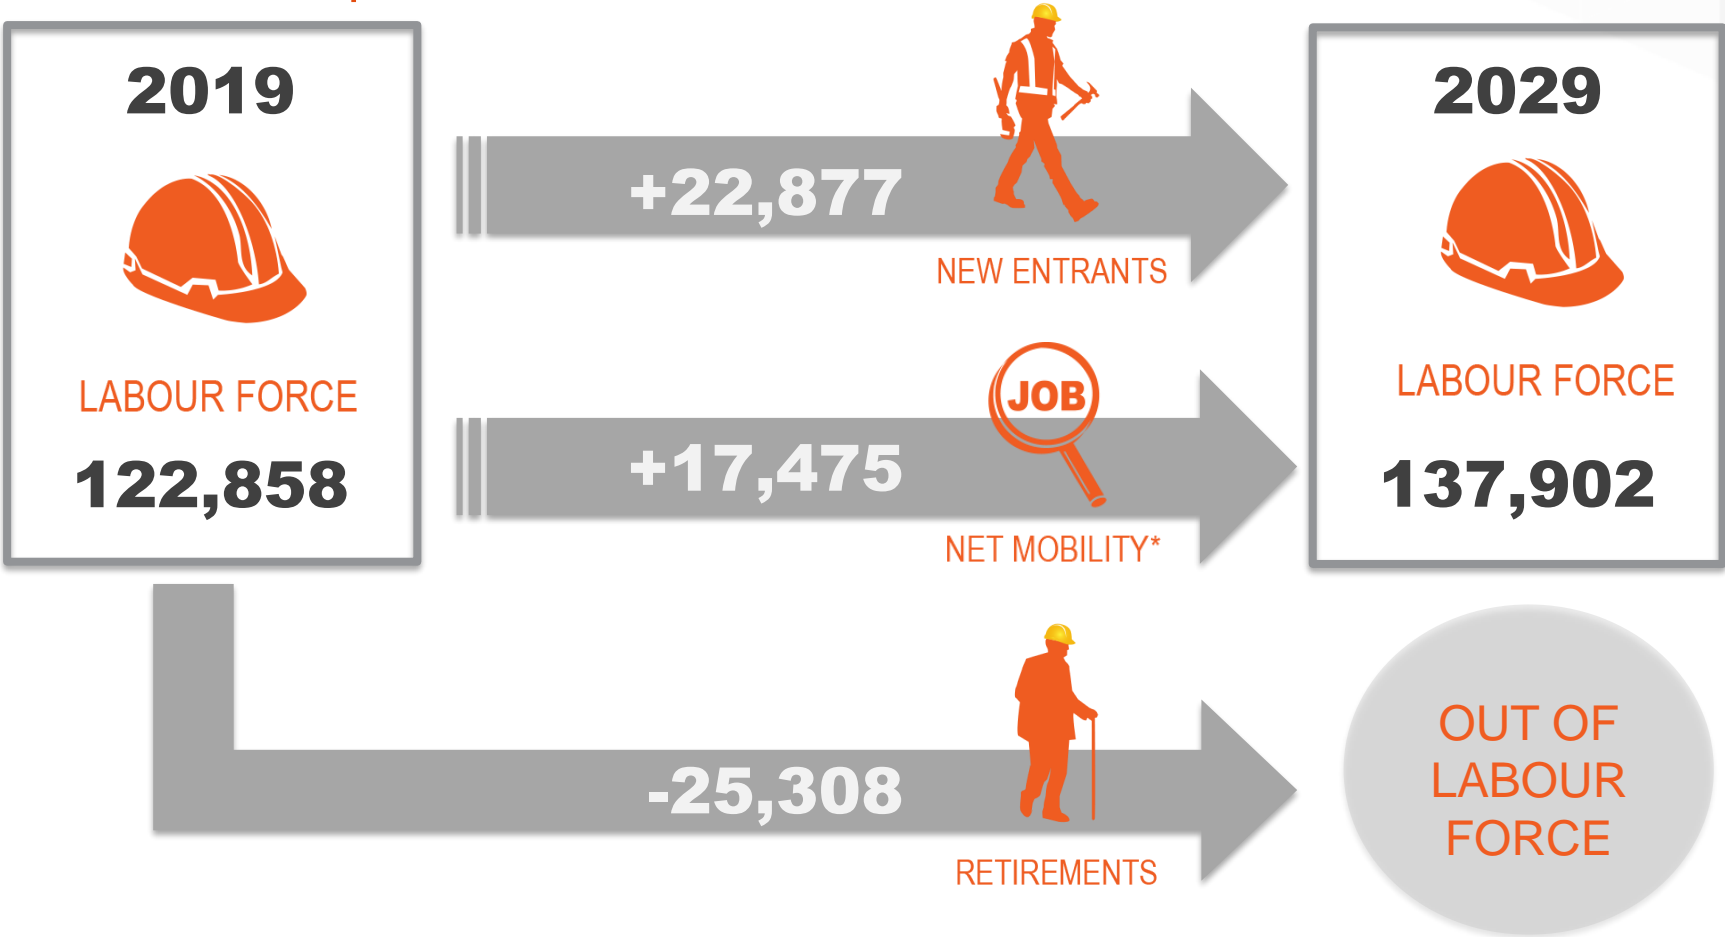 2019
LABOUR FORCE
122,858
+22,877
NEW ENTRANTS
JOB
+17,475
NET MOBILITY*
-25,308
RETIREMENTS
2029
LABOUR FORCE
137,902
OUT OF
LABOUR
FORCE